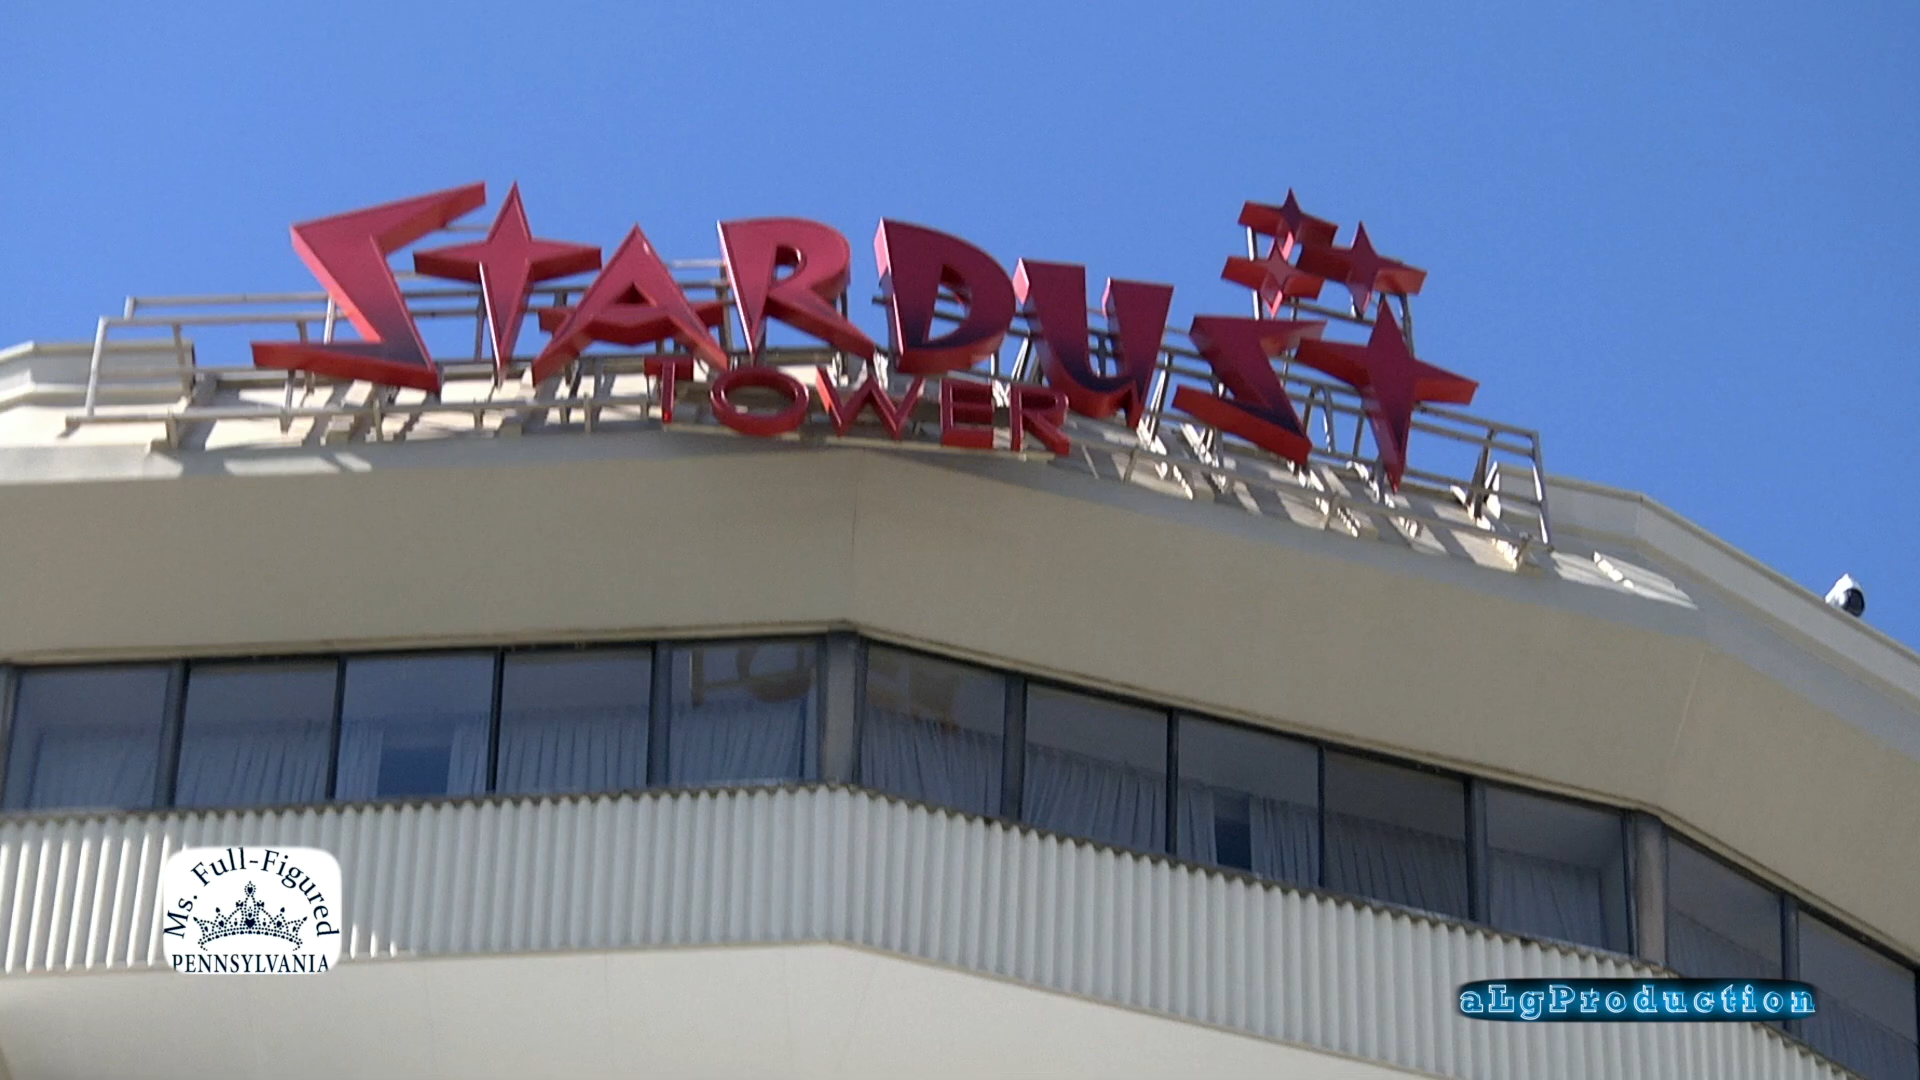 STARDUST
TOWER
Ms. Full-Figured
PENNSYLVANIA
aLgProduction